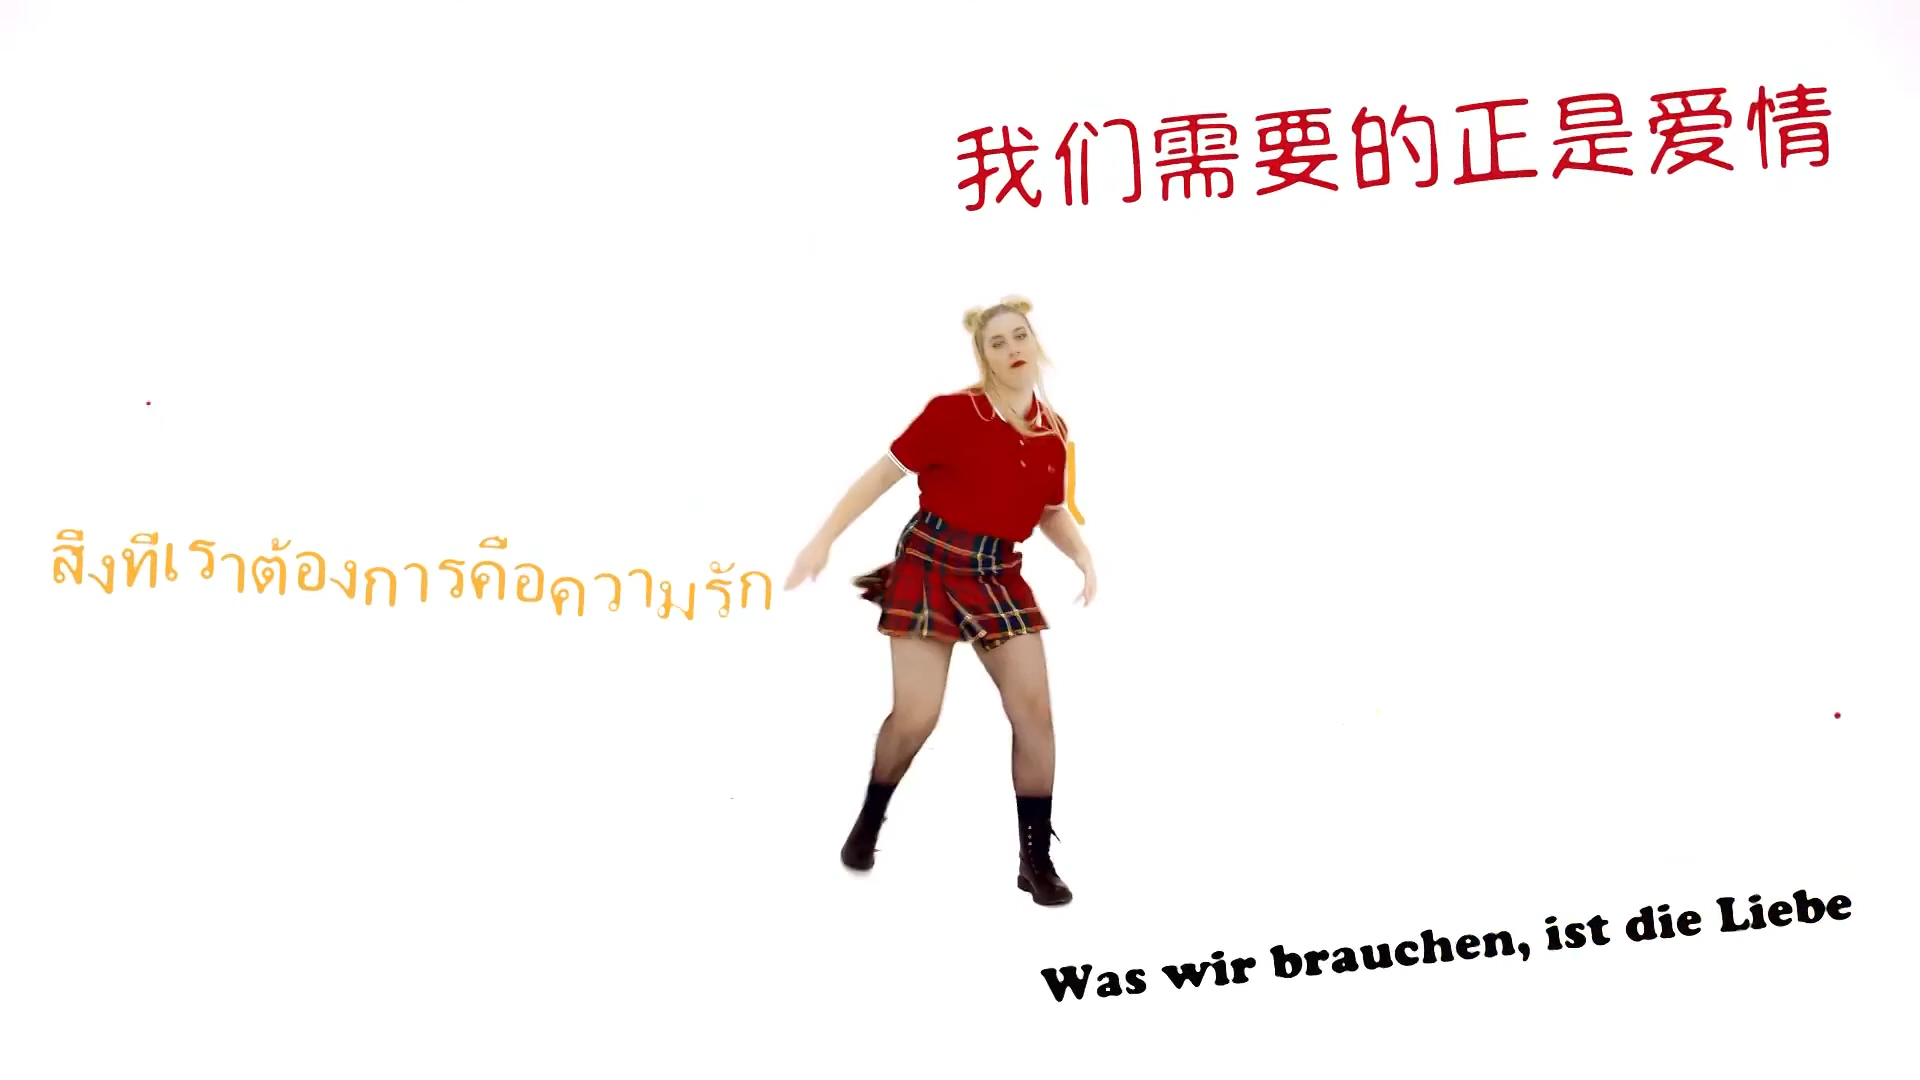 我们需要的正是爱情
สิ่งที่เราต้องการคือความรัก
Was wir brauchen, ist die Liebe